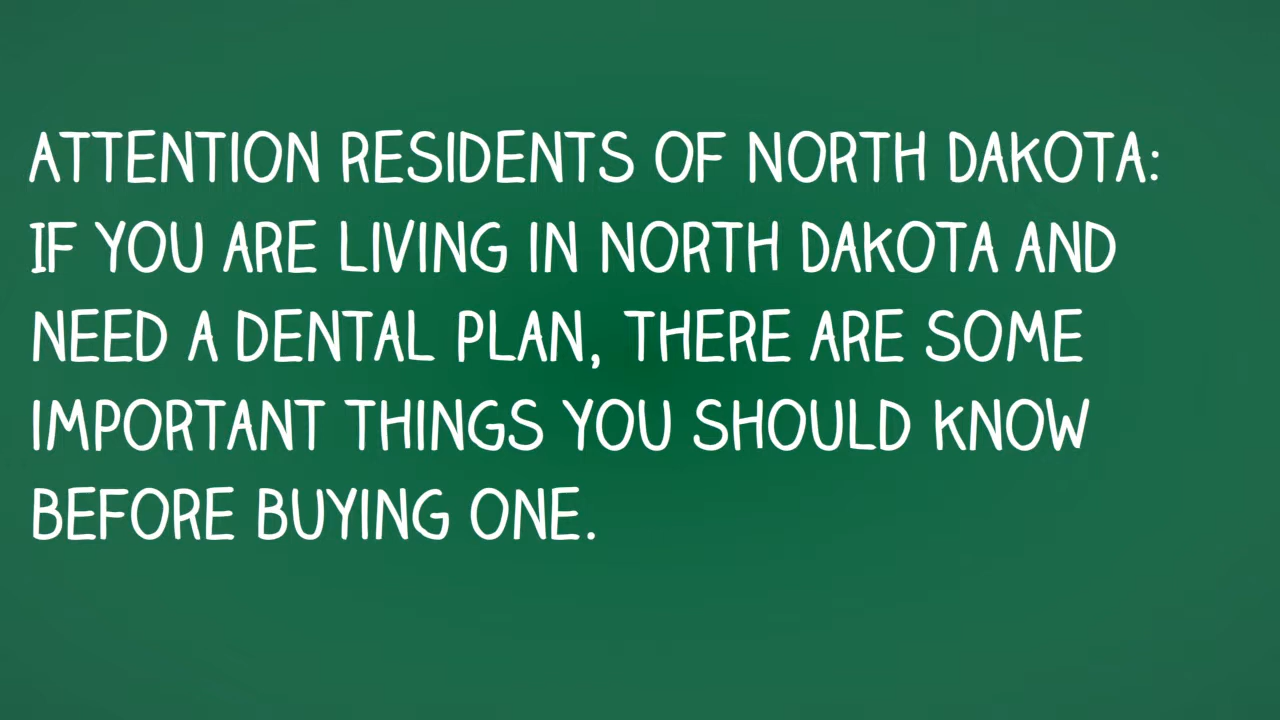 ATTENTION RESIDENTS OF NORTH DAKOTA:
IF YOU ARE LIVING IN NORTH DAKOTA AND
NEED A DENTAL PLAN, THERE ARE SOME
IMPORTANT THINGS YOU SHOULD KNOW
BEFORE BUYING ONE.